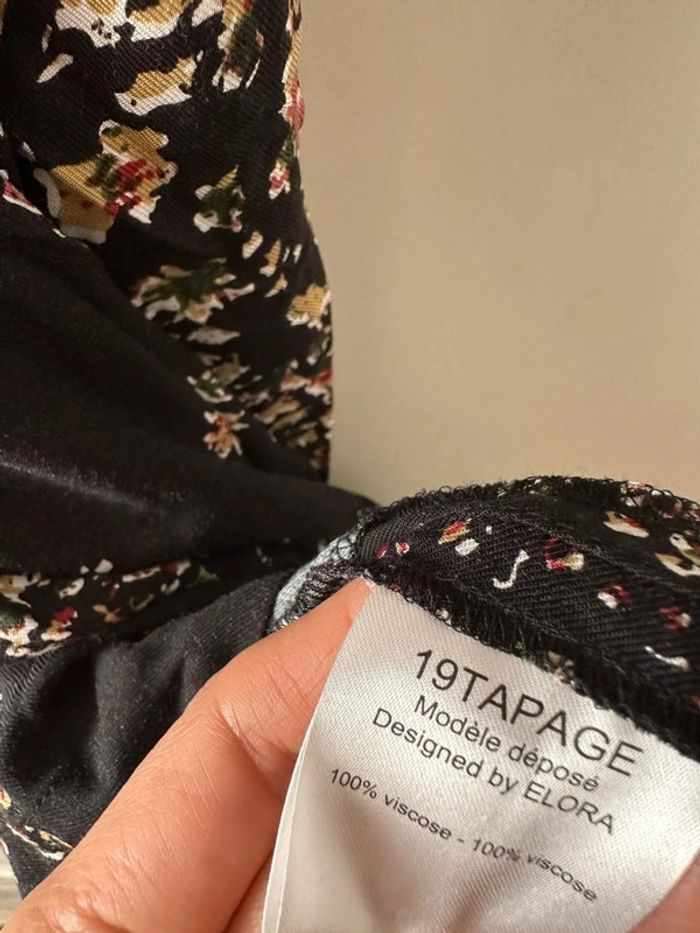 19TAPAGE
Modèle déposé
Designed by ELORA
100% viscose - 100% viscose